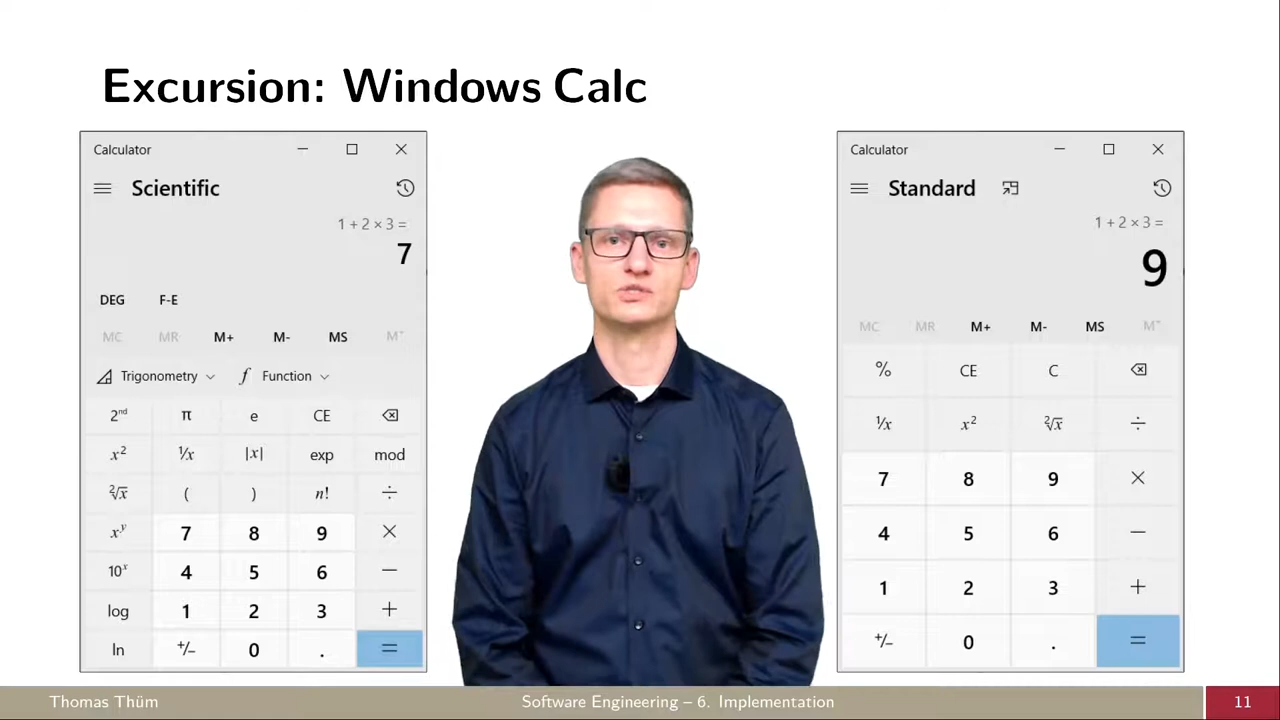 Excursion: Windows Calc
Calculator
Scientific
1 + 2 × 3 =
7
DEG F-E
MC MR M+ M- MS M˅
Trigonometry f Function
2ⁿᵈ π e CE
x² ¹/x |x| exp mod
²√x ( ) n! ÷
xʸ 7 8 9 ×
10ˣ 4 5 6 −
log 1 2 3 +
ln +/− 0 . =
Calculator
Standard
1 + 2 × 3 =
9
MC MR M+ M- MS M˅
% CE C
¹/x x² ²√x ÷
7 8 9 ×
4 5 6 −
1 2 3 +
+/− 0 . =
Thomas Thüm Software Engineering – 6. Implementation 11